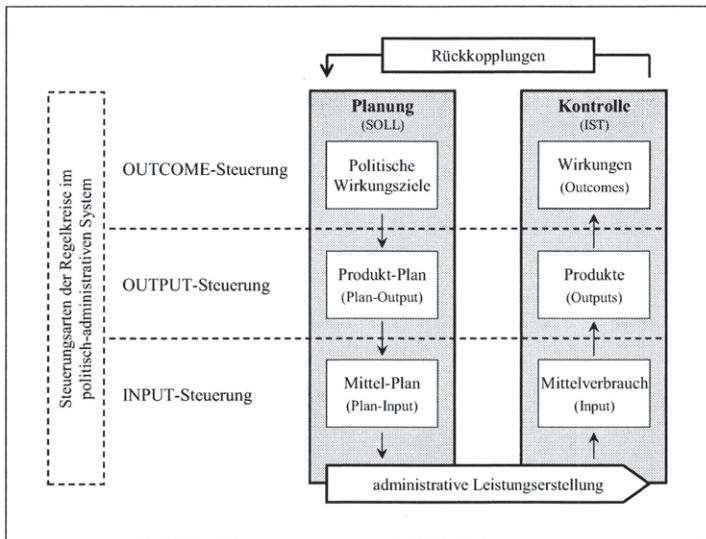 Rückkopplungen
Planung
(SOLL)
Kontrolle
(IST)
Steuerungsarten der Regelkreise im
politisch-administrativen System
OUTCOME-Steuerung
Politische
Wirkungsziele
Wirkungen
(Outcomes)
OUTPUT-Steuerung
Produkt-Plan
(Plan-Output)
Produkte
(Outputs)
INPUT-Steuerung
Mittel-Plan
(Plan-Input)
Mittelverbrauch
(Input)
administrative Leistungserstellung